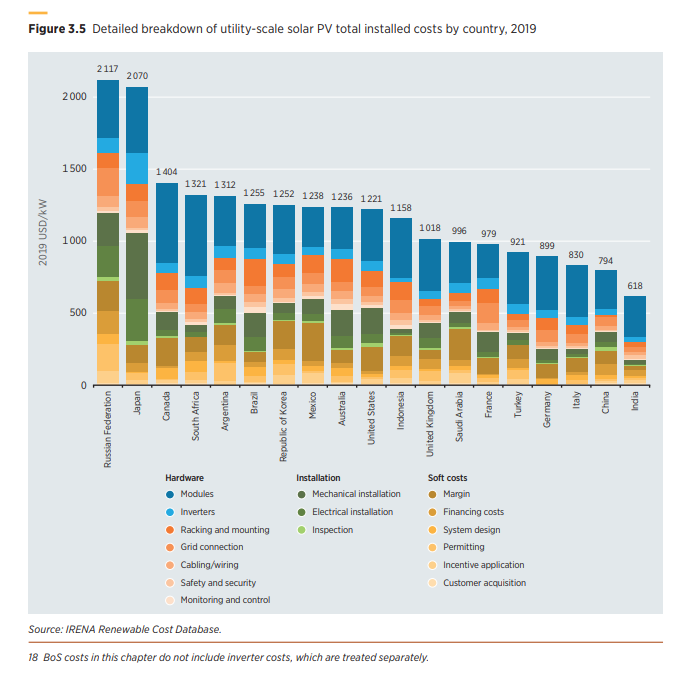 Figure 3.5 Detailed breakdown of utility-scale solar PV total installed costs by country, 2019
2 117
2 070
1 404
1 321
1 312
1 255
1 252
1 238
1 236
1 221
1 158
1 018
996
979
921
899
830
794
618
2 000
1 500
1 000
500
0
2019 USD/kW
Russian Federation
Japan
Canada
South Africa
Argentina
Brazil
Republic of Korea
Mexico
Australia
United States
Indonesia
United Kingdom
Saudi Arabia
France
Turkey
Germany
Italy
China
India
Hardware
Modules
Inverters
Racking and mounting
Grid connection
Cabling/wiring
Safety and security
Monitoring and control
Installation
Mechanical installation
Electrical installation
Inspection
Soft costs
Margin
Financing costs
System design
Permitting
Incentive application
Customer acquisition
Source: IRENA Renewable Cost Database.
18 BoS costs in this chapter do not include inverter costs, which are treated separately.